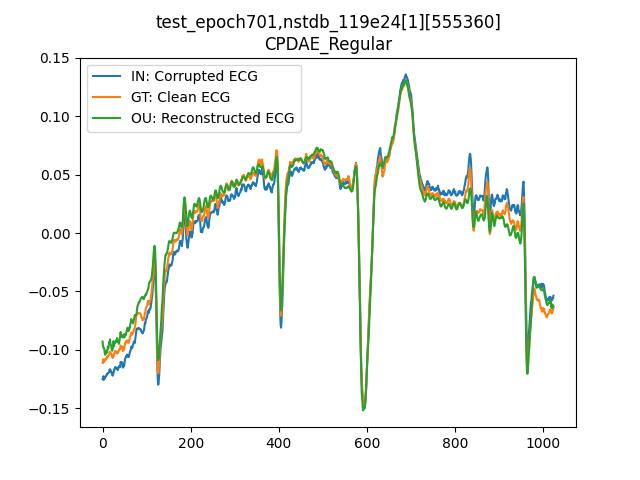 test_epoch701,nstdb_119e24[1][555360]
CPDAE_Regular
IN: Corrupted ECG
GT: Clean ECG
OU: Reconstructed ECG
0.15
0.10
0.05
0.00
−0.05
−0.10
−0.15
0 200 400 600 800 1000